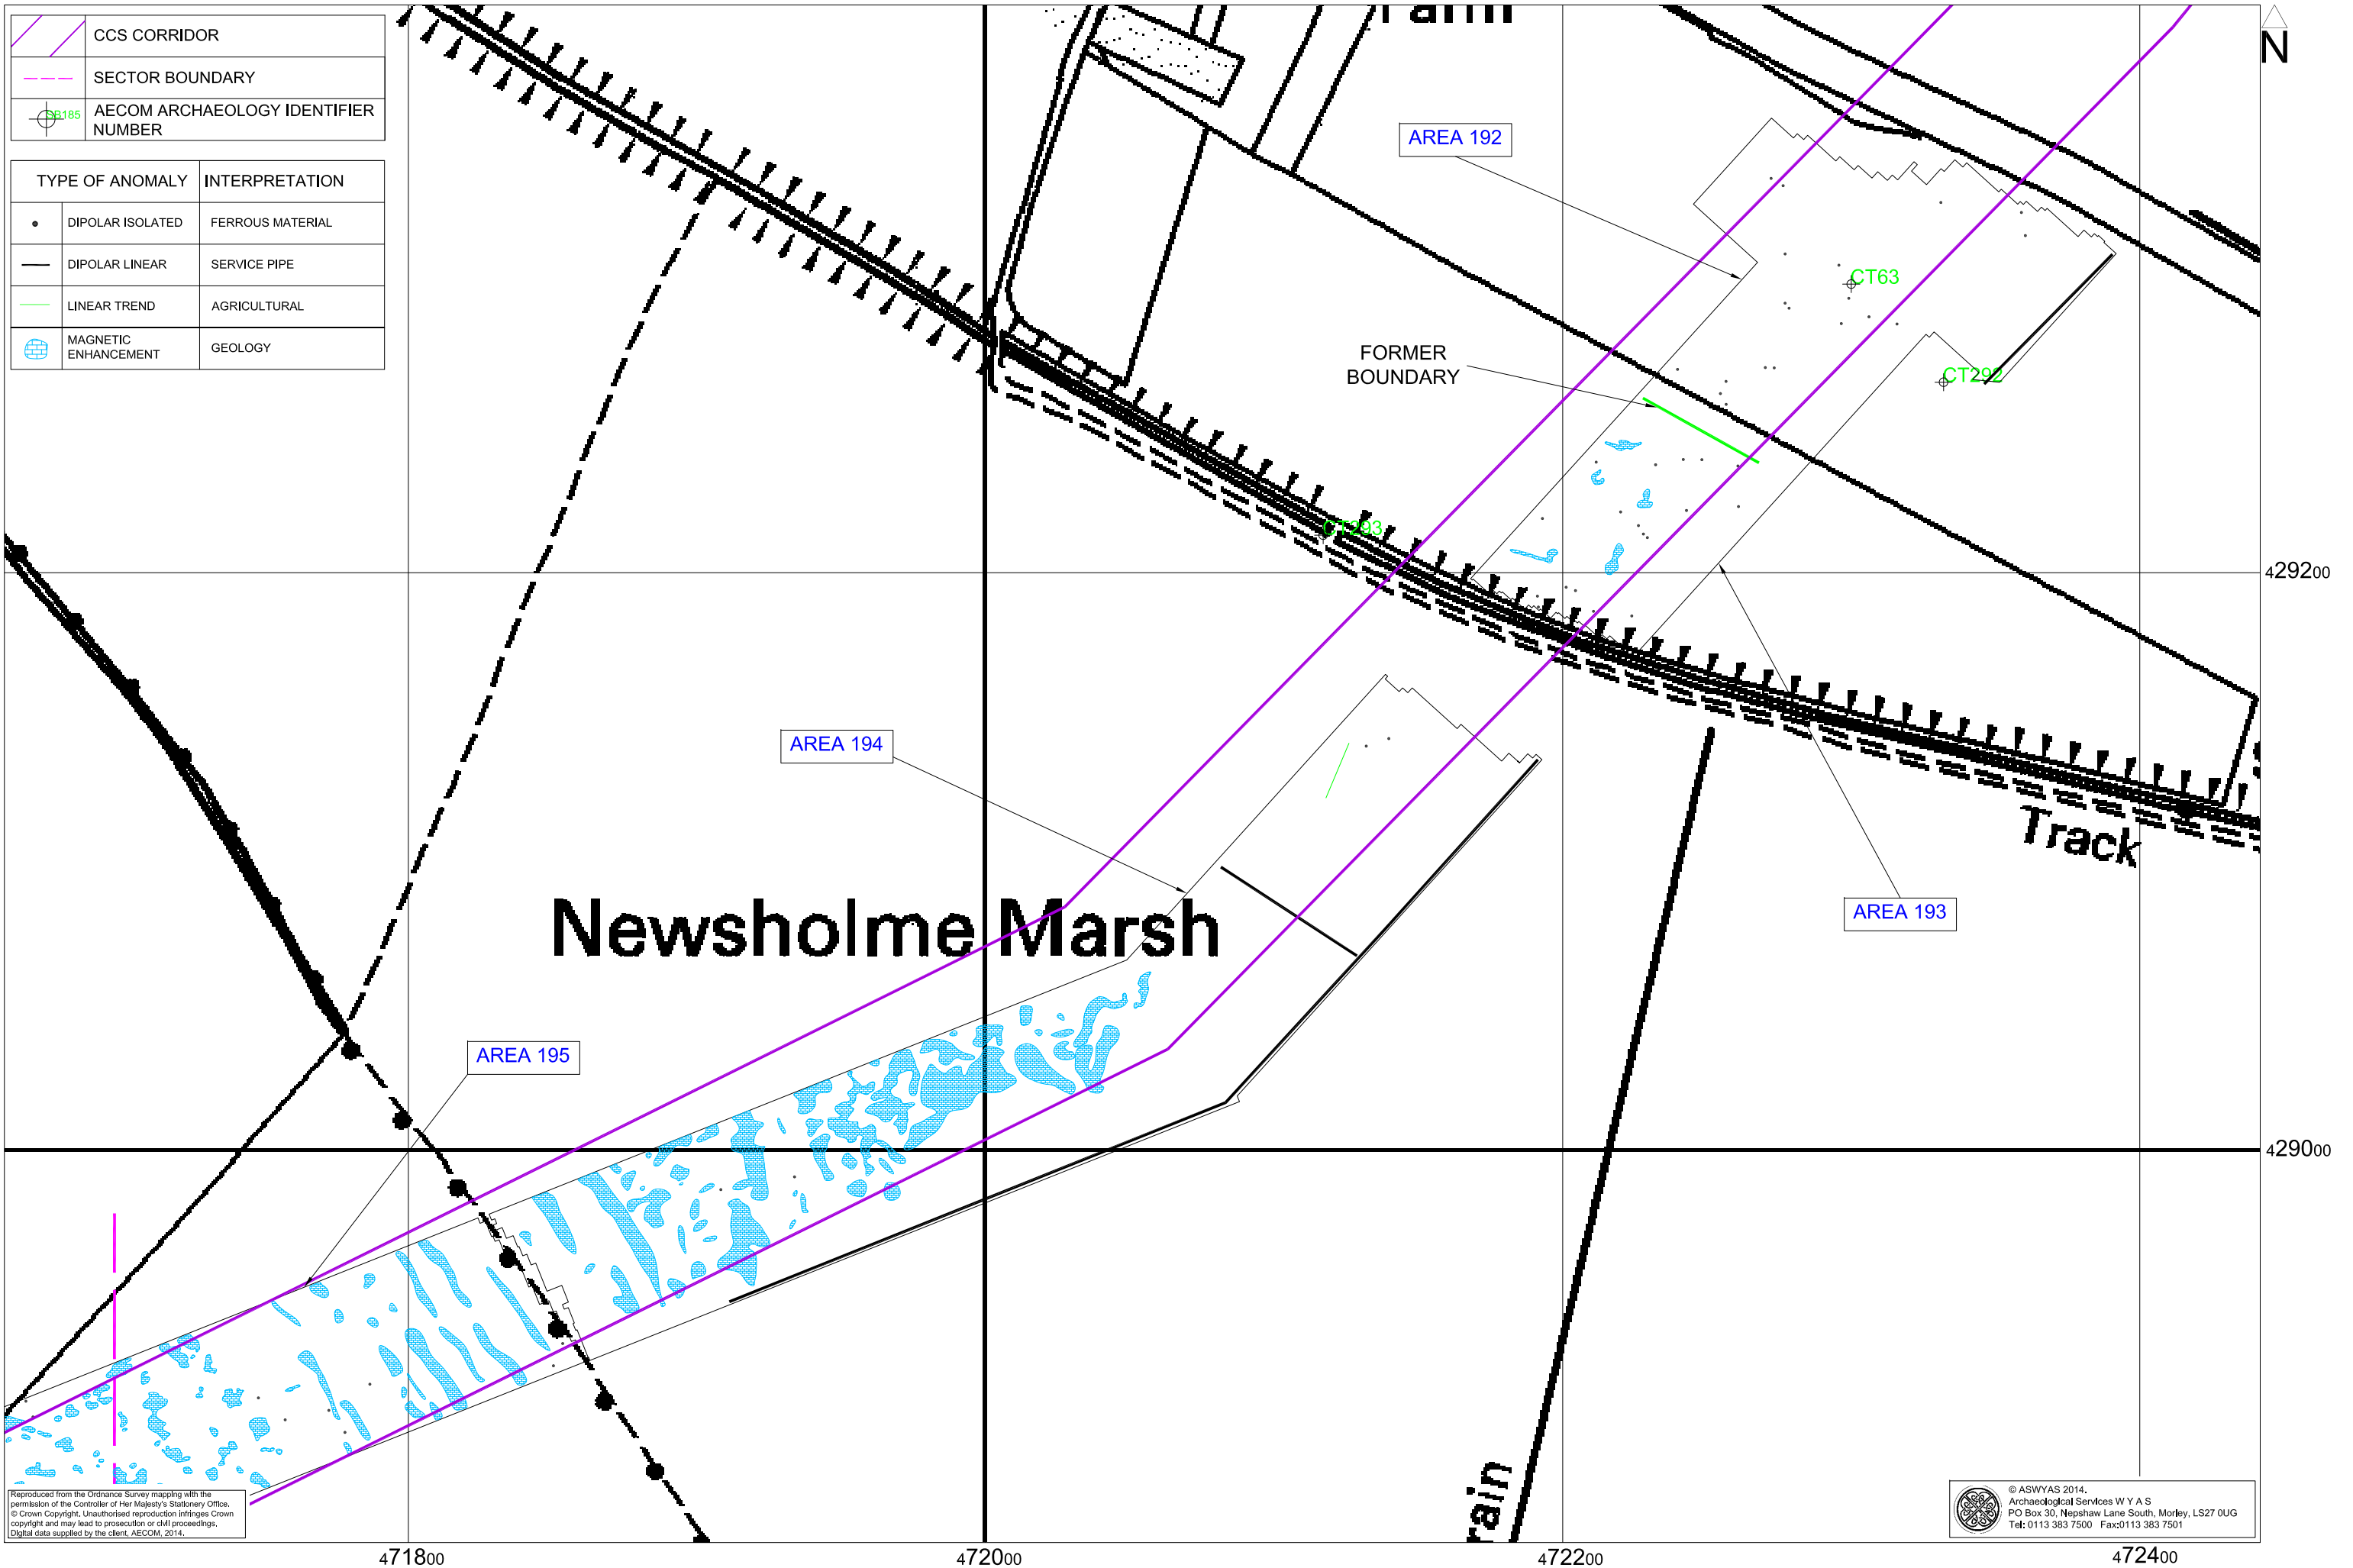 CCS CORRIDOR
SECTOR BOUNDARY
SB185
AECOM ARCHAEOLOGY IDENTIFIER
NUMBER
TYPE OF ANOMALY INTERPRETATION
DIPOLAR ISOLATED FERROUS MATERIAL
DIPOLAR LINEAR SERVICE PIPE
LINEAR TREND AGRICULTURAL
MAGNETIC
ENHANCEMENT
GEOLOGY
N
AREA 192
CT63
FORMER
BOUNDARY
CT292
CT293
429200
AREA 194
Track
AREA 193
Newsholme Marsh
AREA 195
429000
Reproduced from the Ordnance Survey mapping with the
permission of the Controller of Her Majesty's Stationery Office.
© Crown Copyright. Unauthorised reproduction infringes Crown
copyright and may lead to prosecution or civil proceedings.
Digital data supplied by the client, AECOM, 2014.
rain
© ASWYAS 2014.
Archaeological Services W Y A S
PO Box 30, Nepshaw Lane South, Morley, LS27 0UG
Tel: 0113 383 7500 Fax:0113 383 7501
471800
472000
472200
472400